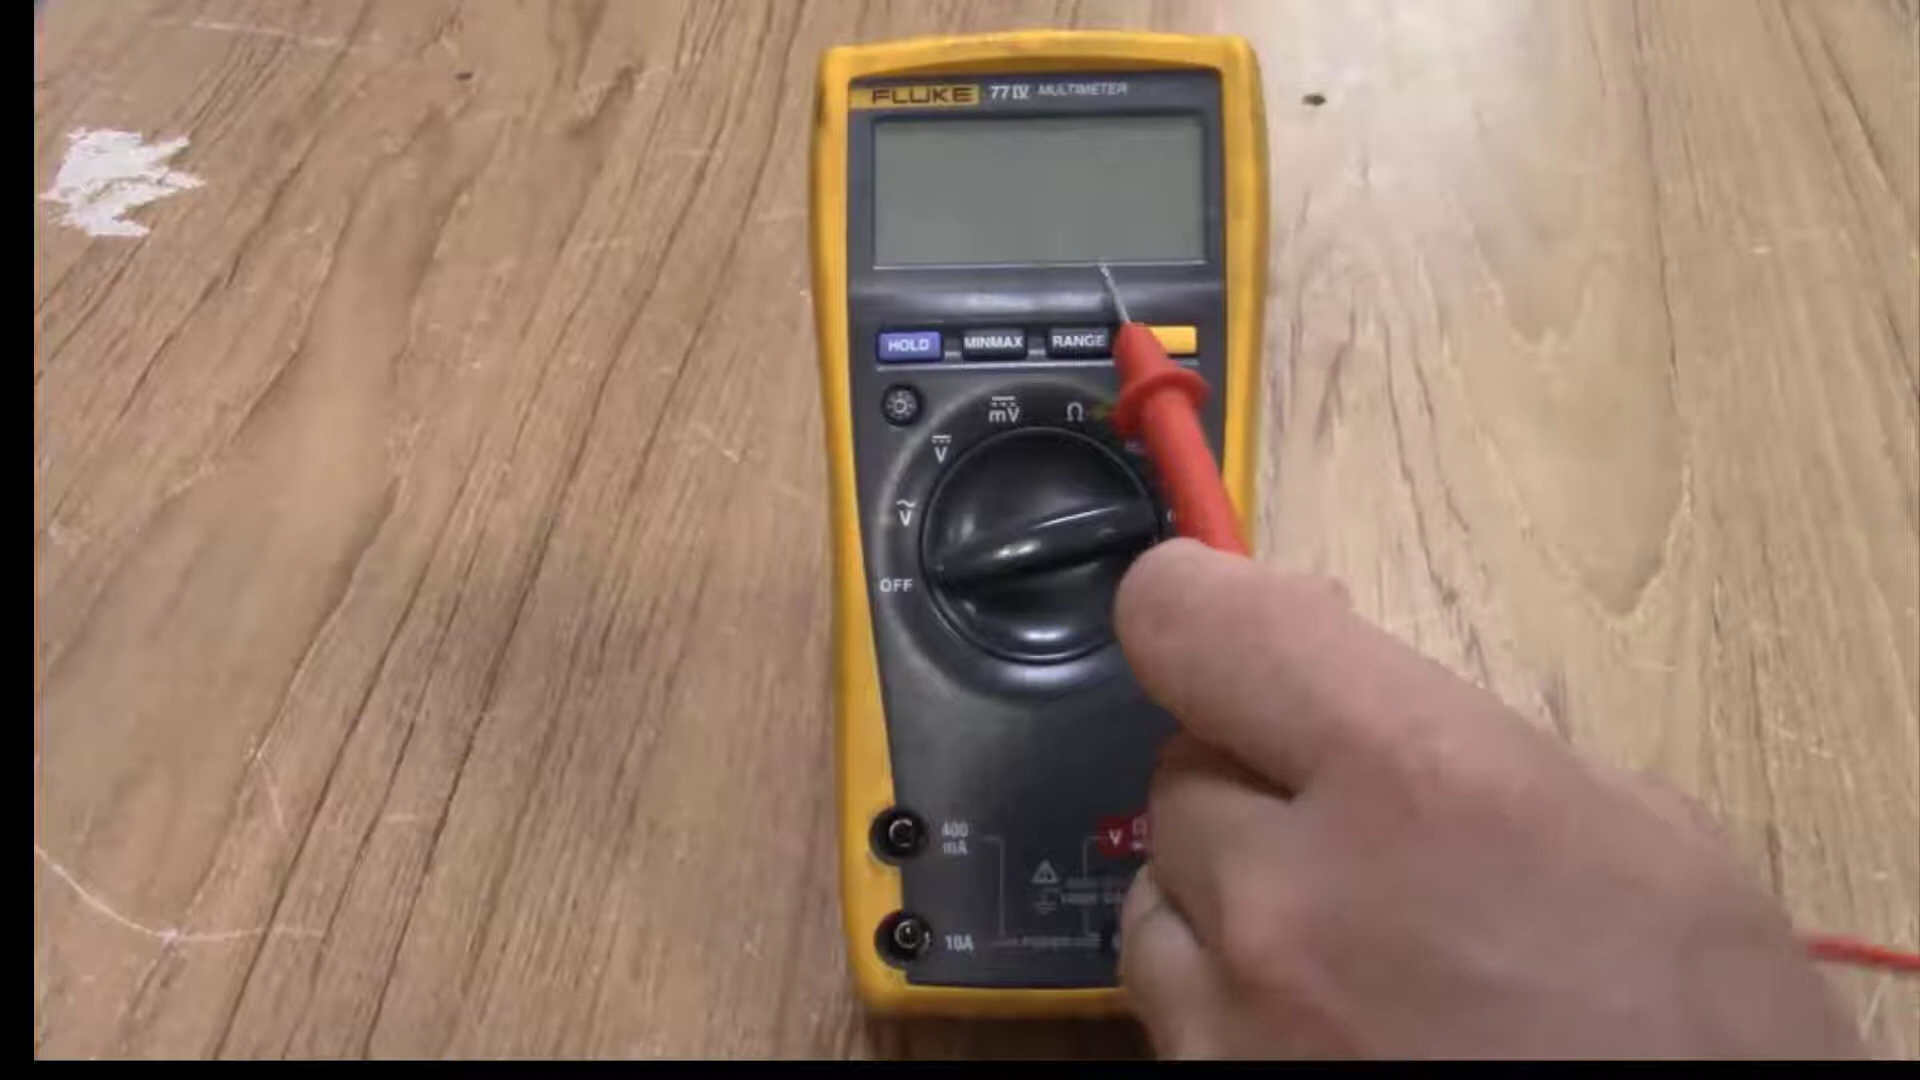 FLUKE 77 IV MULTIMETER
HOLD MINMAX RANGE
mV Ω
V
V
OFF
400
mA
V Ω
10A